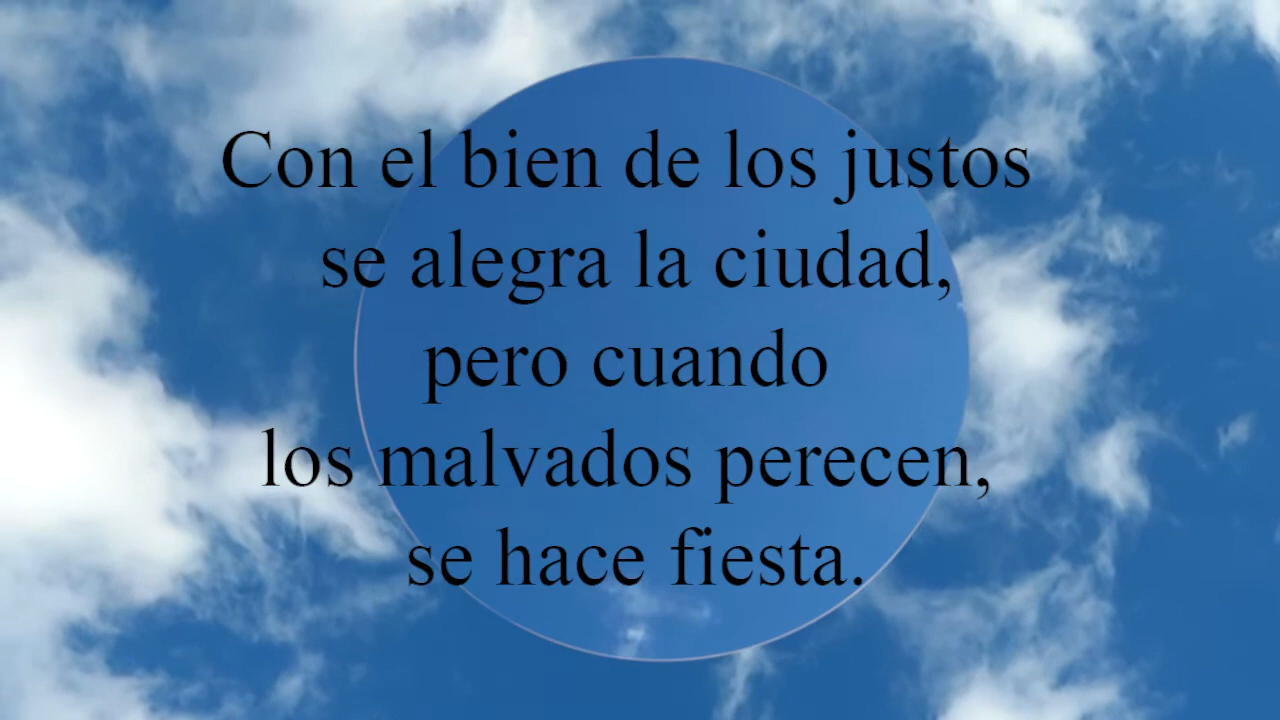 Con el bien de los justos
se alegra la ciudad,
pero cuando
los malvados perecen,
se hace fiesta.